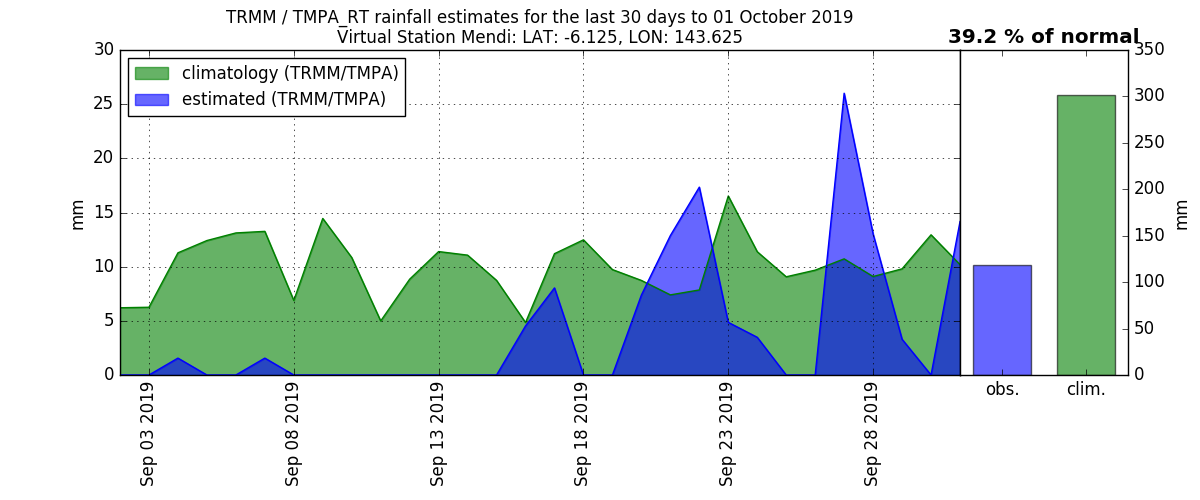 TRMM / TMPA_RT rainfall estimates for the last 30 days to 01 October 2019
Virtual Station Mendi: LAT: -6.125, LON: 143.625
39.2 % of normal
climatology (TRMM/TMPA)
estimated (TRMM/TMPA)
30
25
20
15
10
5
0
mm
Sep 03 2019
Sep 08 2019
Sep 13 2019
Sep 18 2019
Sep 23 2019
Sep 28 2019
obs.
clim.
350
300
250
200
150
100
50
0
mm